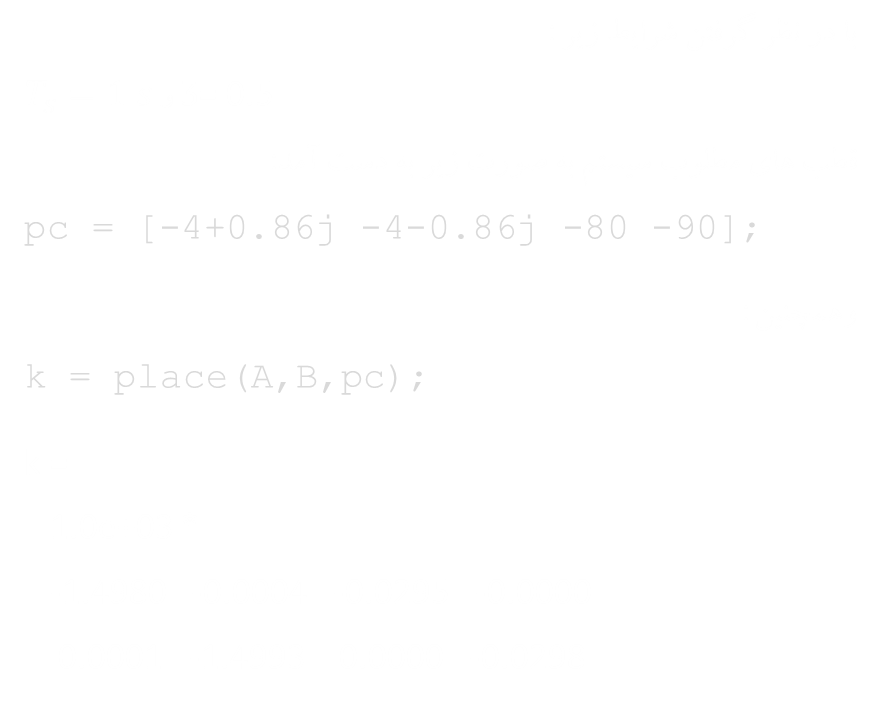 pc = [-4+0.86j -4-0.86j -80 -90];
k = place(A,B,pc);